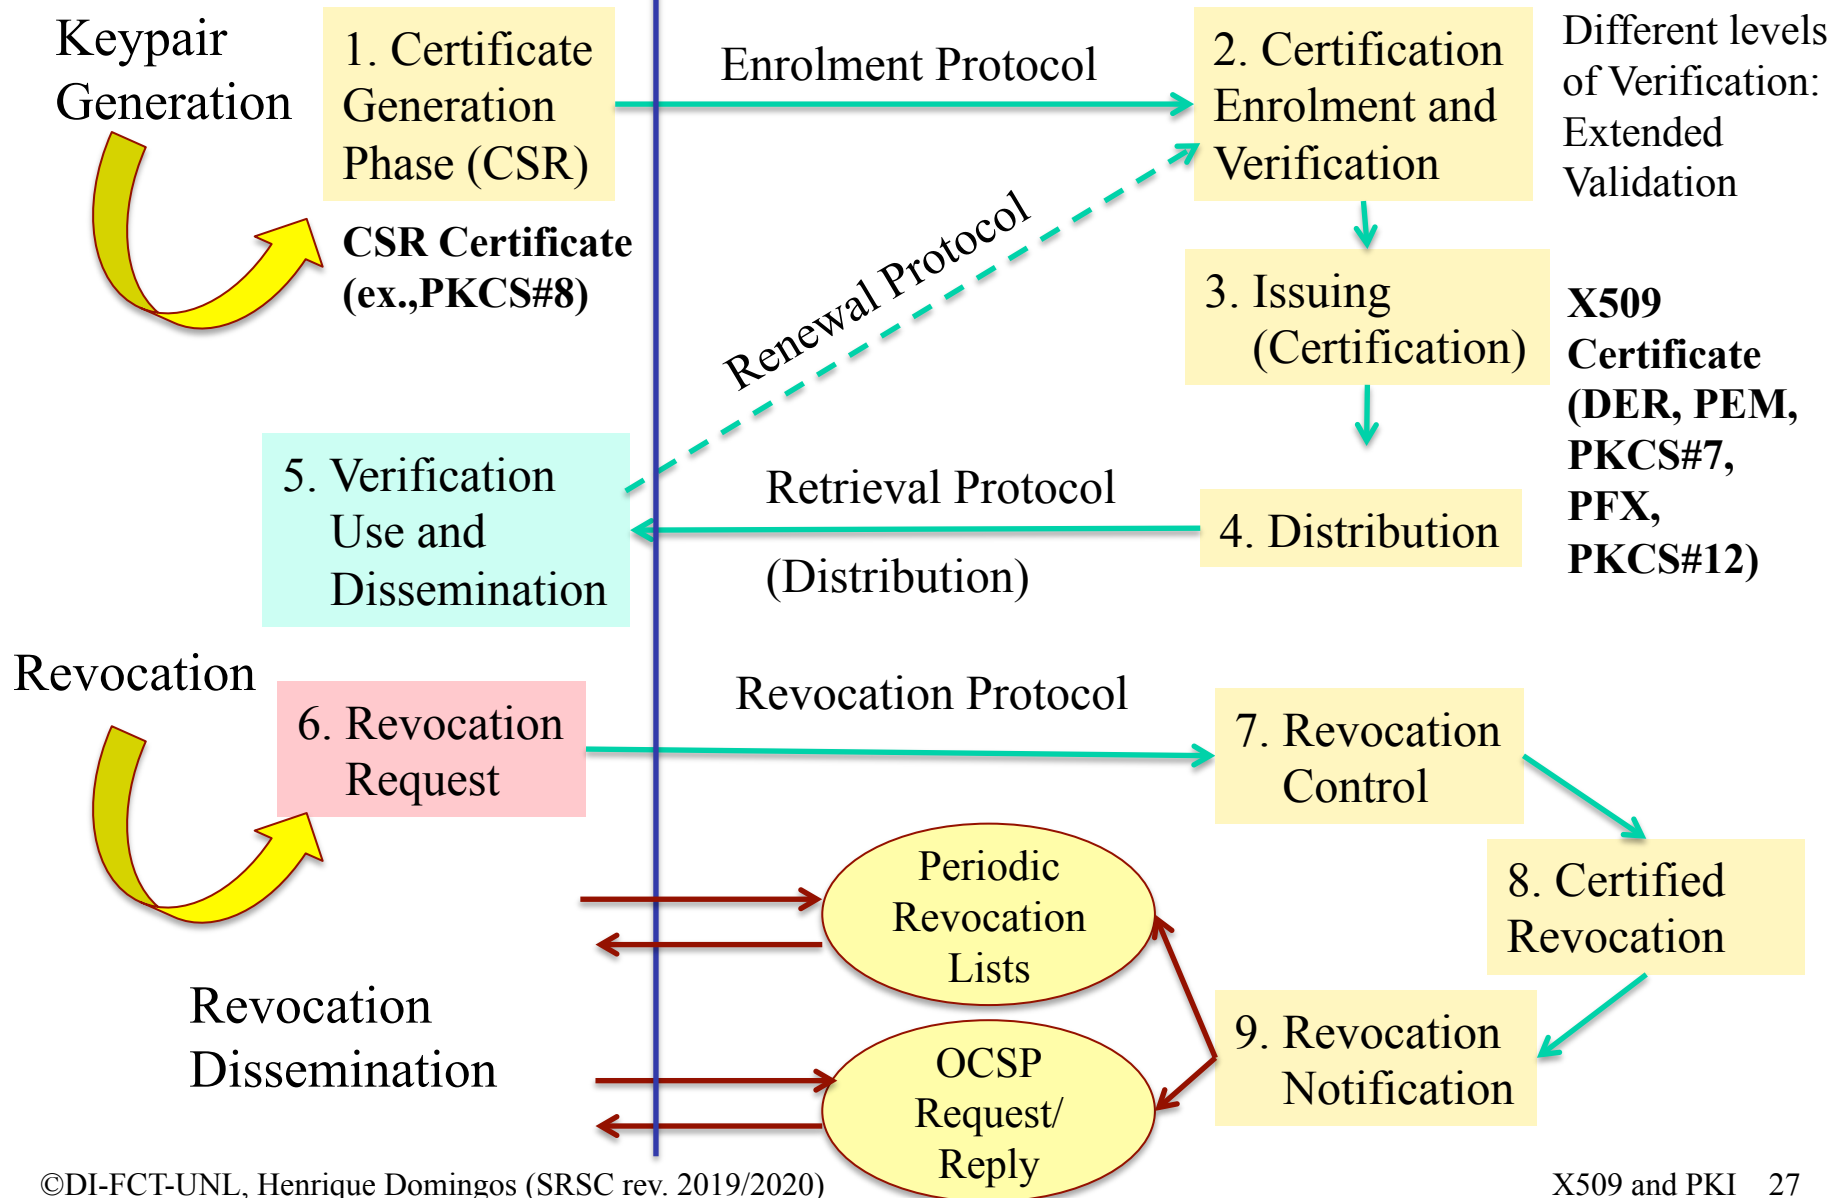 Keypair
Generation
1. Certificate
Generation
Phase (CSR)
CSR Certificate
(ex.,PKCS#8)
Enrolment Protocol
2. Certification
Enrolment and
Verification
Different levels
of Verification:
Extended
Validation
Renewal Protocol
3. Issuing
(Certification)
X509
Certificate
(DER, PEM,
PKCS#7,
PFX,
PKCS#12)
5. Verification
Use and
Dissemination
Retrieval Protocol
(Distribution)
4. Distribution
Revocation
6. Revocation
Request
Revocation Protocol
7. Revocation
Control
8. Certified
Revocation
Periodic
Revocation
Lists
9. Revocation
Notification
Revocation
Dissemination
OCSP
Request/
Reply
©DI-FCT-UNL, Henrique Domingos (SRSC rev. 2019/2020)
X509 and PKI 27